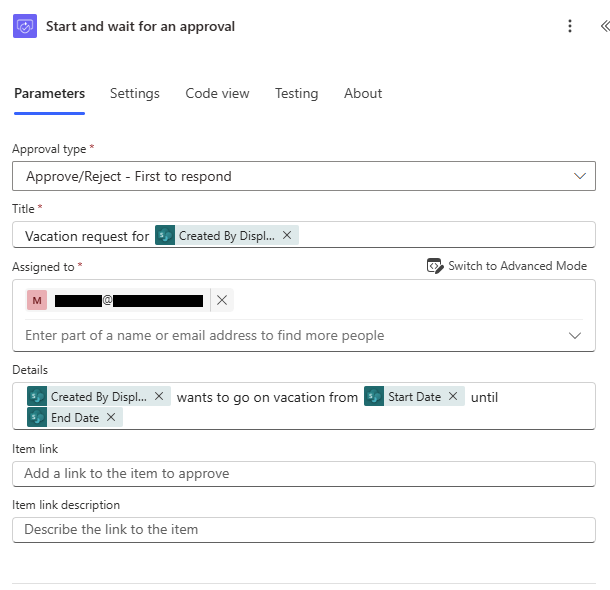 Start and wait for an approval
Parameters Settings Code view Testing About
Approval type *
Approve/Reject - First to respond
Title *
Vacation request for Created By Displ...
Assigned to * Switch to Advanced Mode
M @
Enter part of a name or email address to find more people
Details
Created By Displ... wants to go on vacation from Start Date until
End Date
Item link
Add a link to the item to approve
Item link description
Describe the link to the item